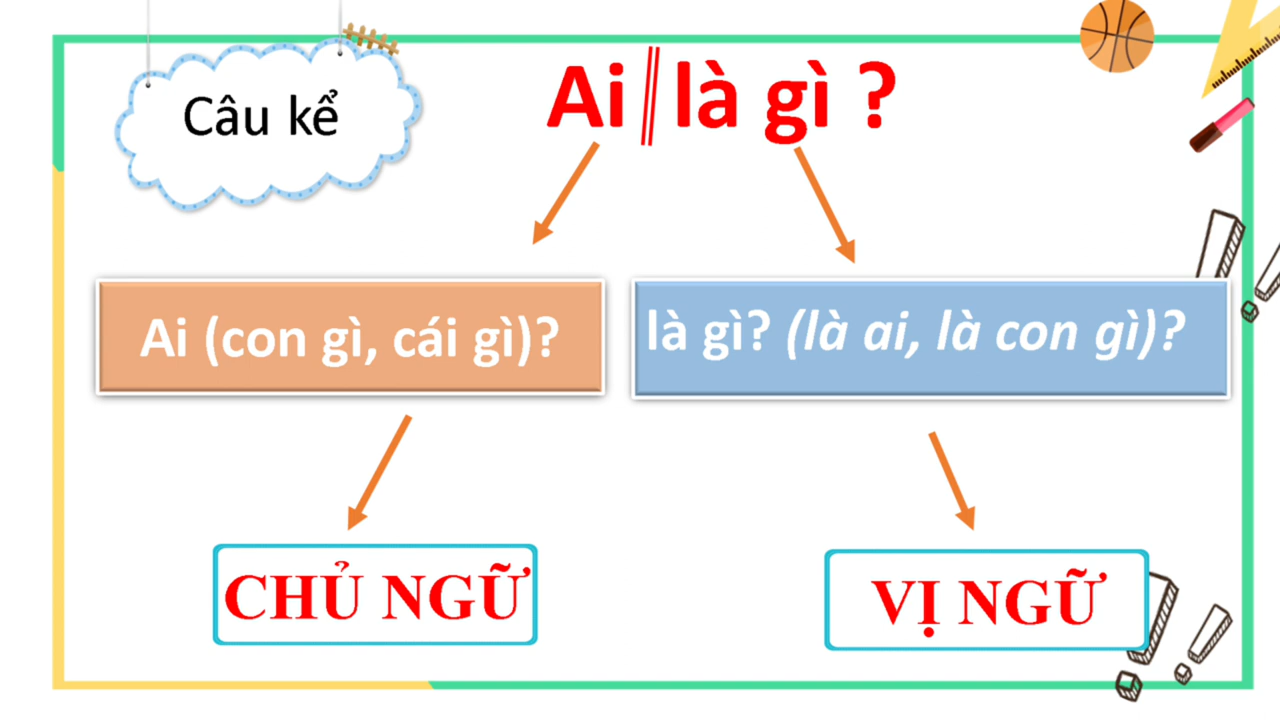 Câu kể
Ai || là gì ?
Ai (con gì, cái gì)?
là gì? (là ai, là con gì)?
CHỦ NGỮ
VỊ NGỮ